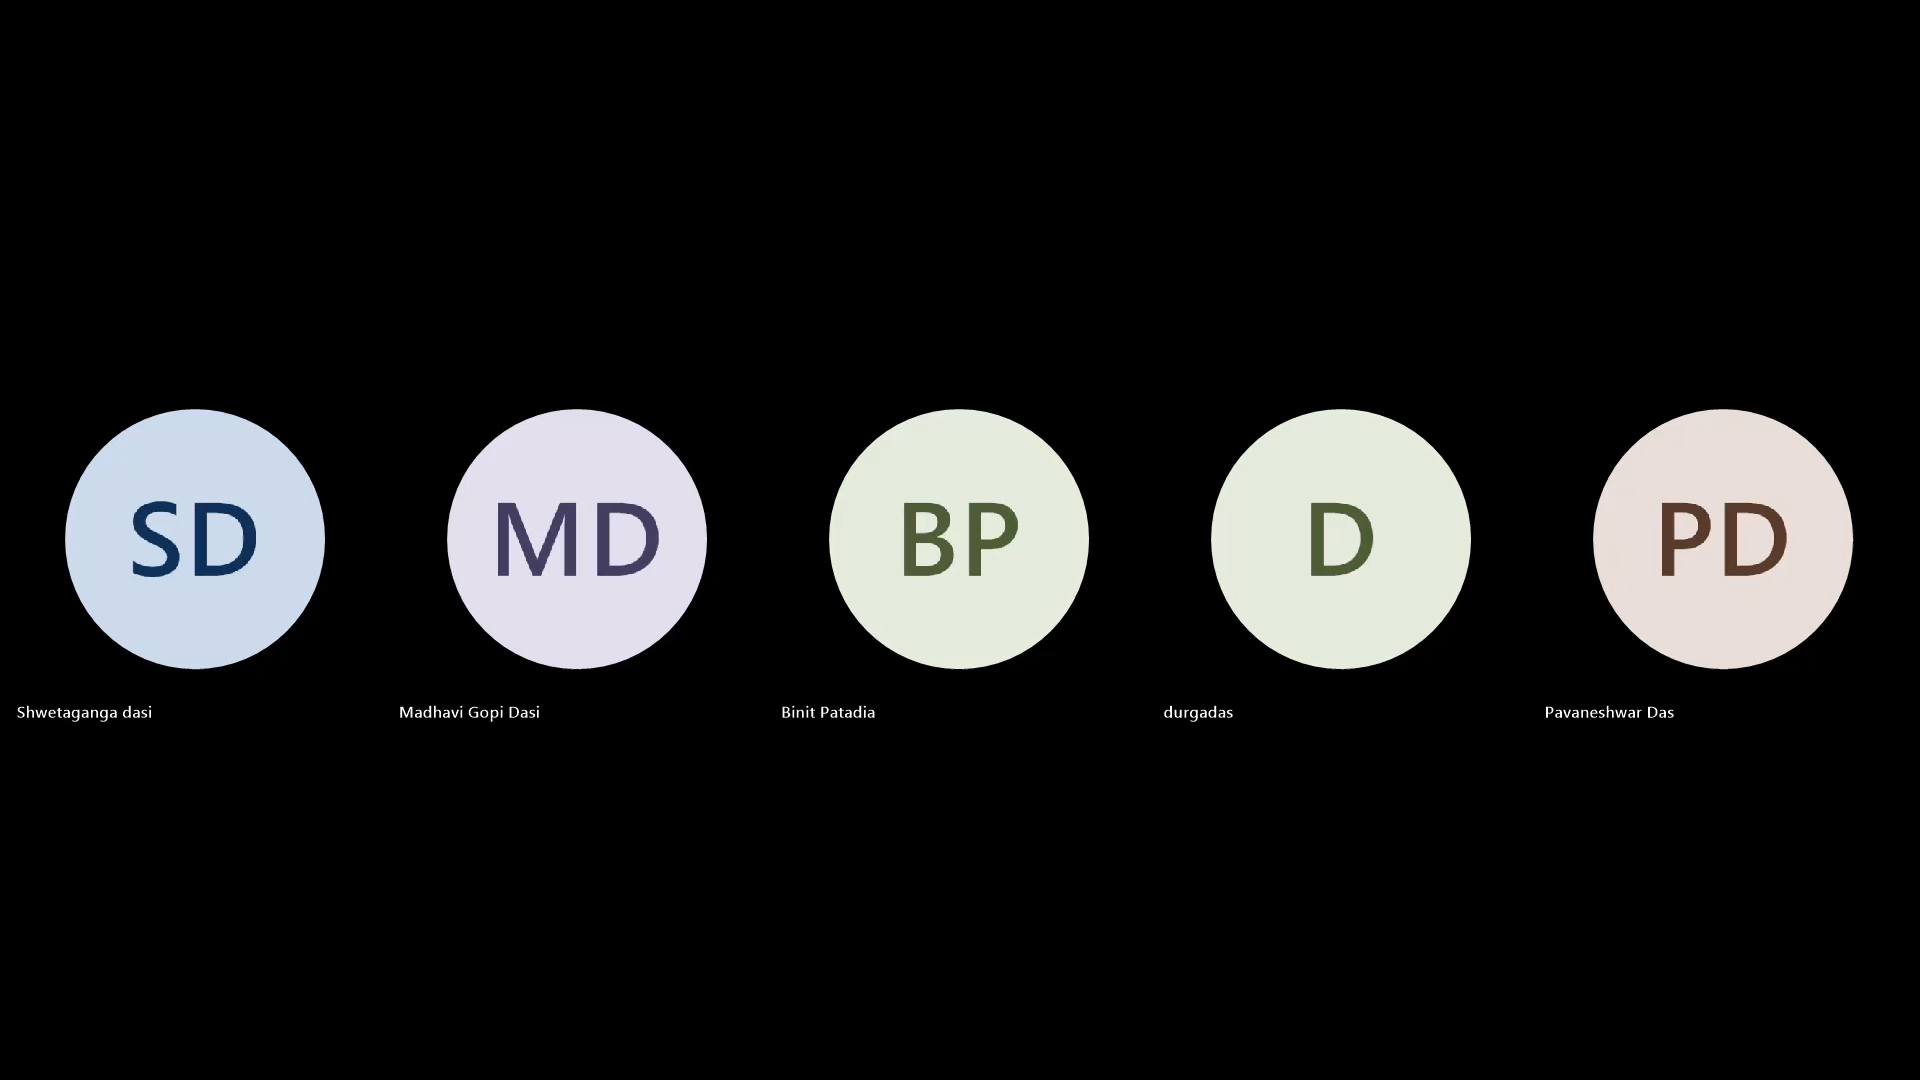 SD
MD
BP
D
PD
Shwetaganga dasi
Madhavi Gopi Dasi
Binit Patadia
durgadas
Pavaneshwar Das